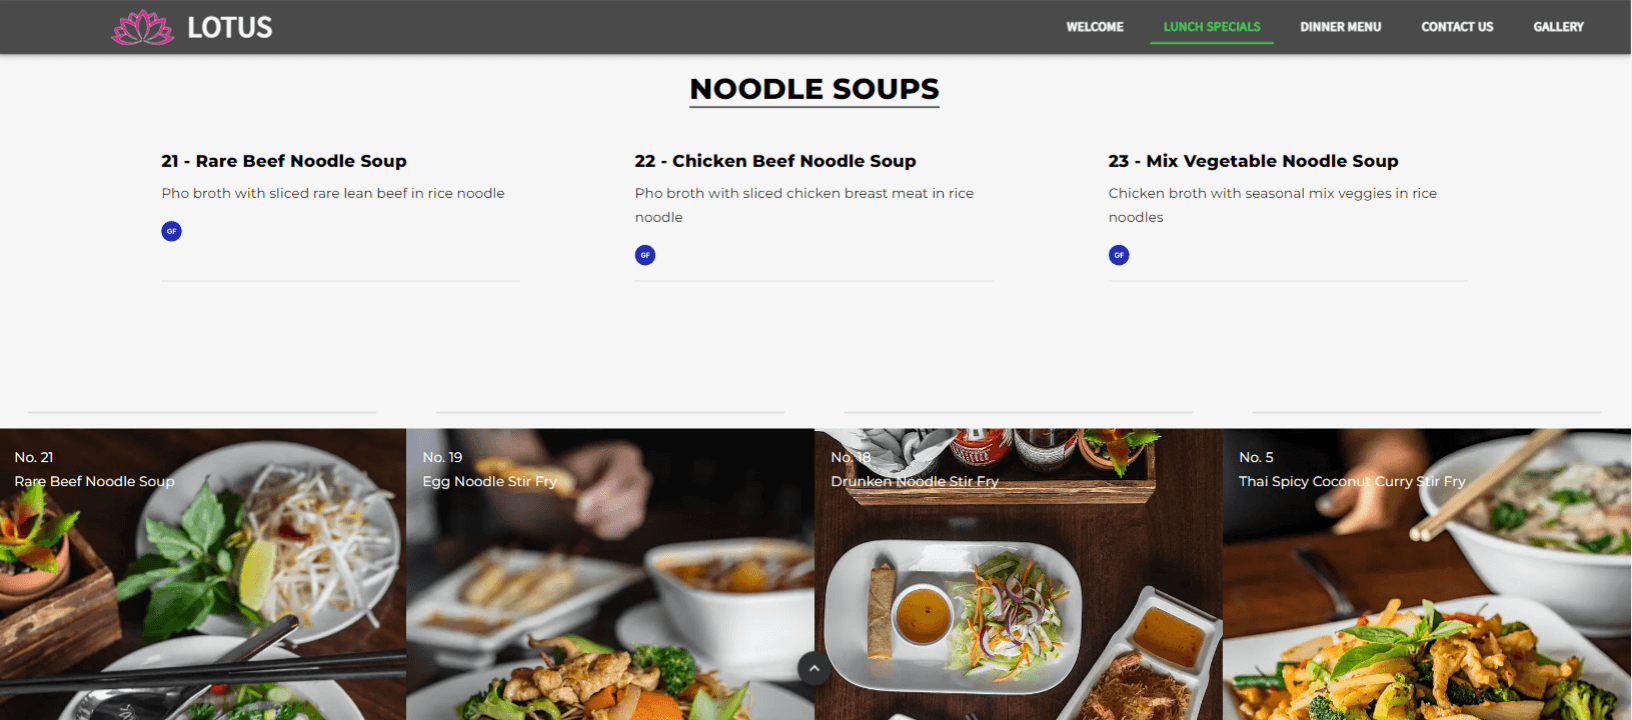 LOTUS
WELCOME
LUNCH SPECIALS
DINNER MENU
CONTACT US
GALLERY
NOODLE SOUPS
21 - Rare Beef Noodle Soup
Pho broth with sliced rare lean beef in rice noodle
GF
22 - Chicken Beef Noodle Soup
Pho broth with sliced chicken breast meat in rice
noodle
GF
23 - Mix Vegetable Noodle Soup
Chicken broth with seasonal mix veggies in rice
noodles
GF
No. 21
Rare Beef Noodle Soup
No. 19
Egg Noodle Stir Fry
No. 18
Drunken Noodle Stir Fry
No. 5
Thai Spicy Coconut Curry Stir Fry